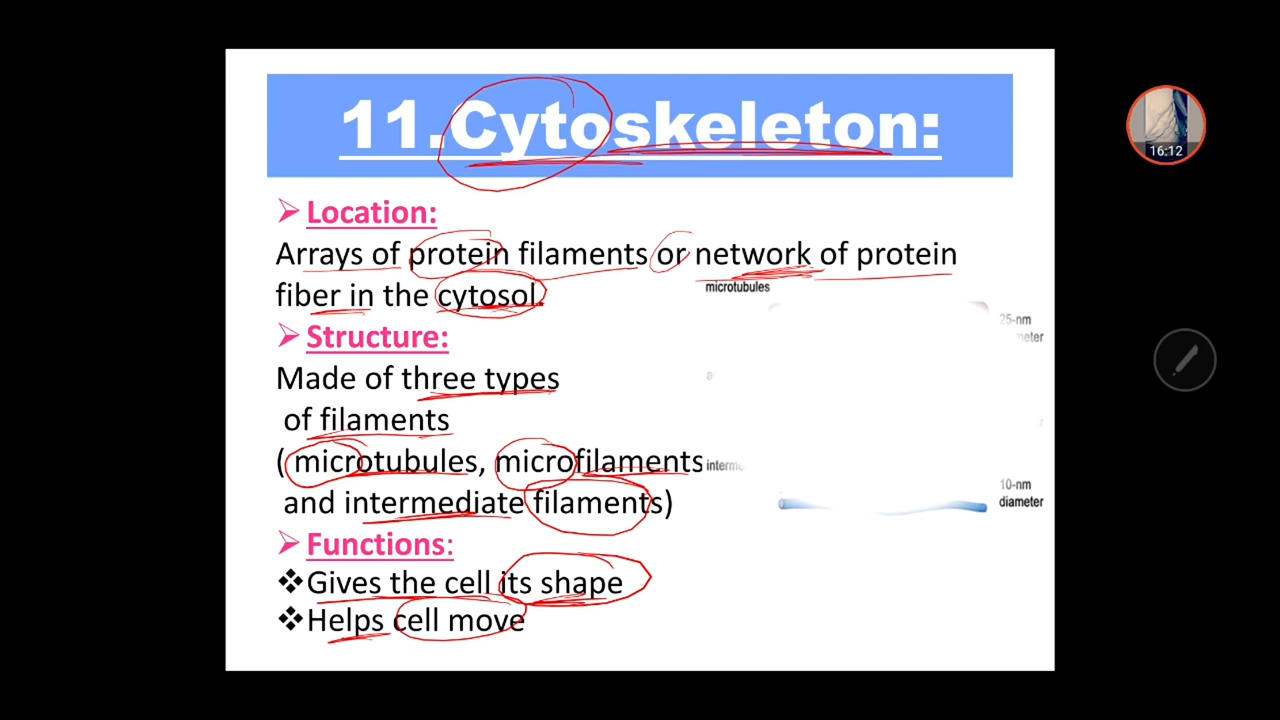 11.Cytoskeleton:
16:12
➢ Location:
Arrays of protein filaments or network of protein
fiber in the cytosol.
microtubules
25-nm
➢ Structure:
Made of three types
of filaments
( microtubules, microfilaments
and intermediate filaments)
10-nm
diameter
➢ Functions:
❖Gives the cell its shape
❖Helps cell move